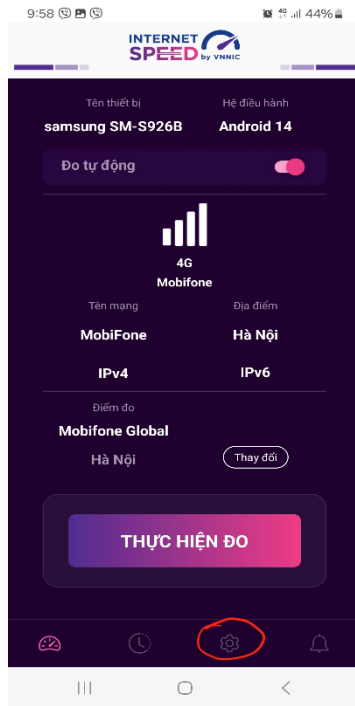 9:58
4G
44%
INTERNET
SPEED by VNNIC
Tên thiết bị
Hệ điều hành
samsung SM-S926B
Android 14
Đo tự động
4G
Mobifone
Tên mạng
Địa điểm
MobiFone
Hà Nội
IPv4
IPv6
Điểm đo
Mobifone Global
Hà Nội
Thay đổi
THỰC HIỆN ĐO